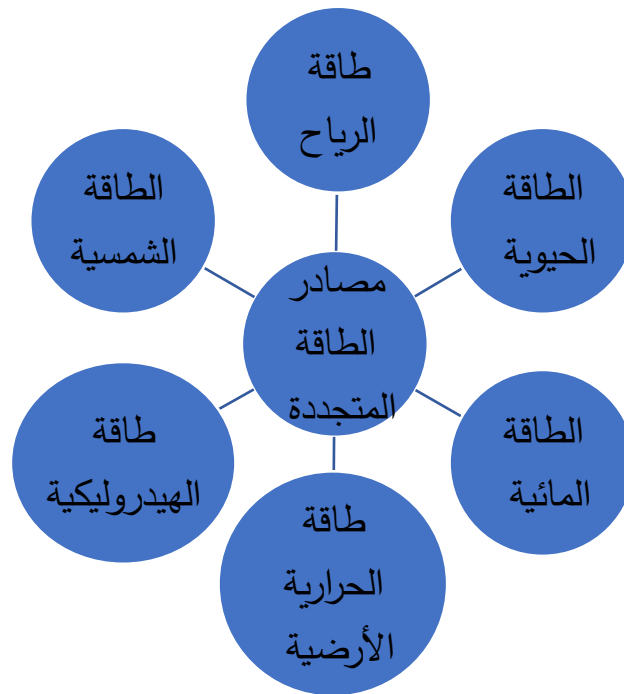 طاقة
الرياح
الطاقة
الحيوية
الطاقة
الشمسية
مصادر
الطاقة
المتجددة
الطاقة
المائية
طاقة
الهيدروليكية
طاقة
الحرارية
الأرضية